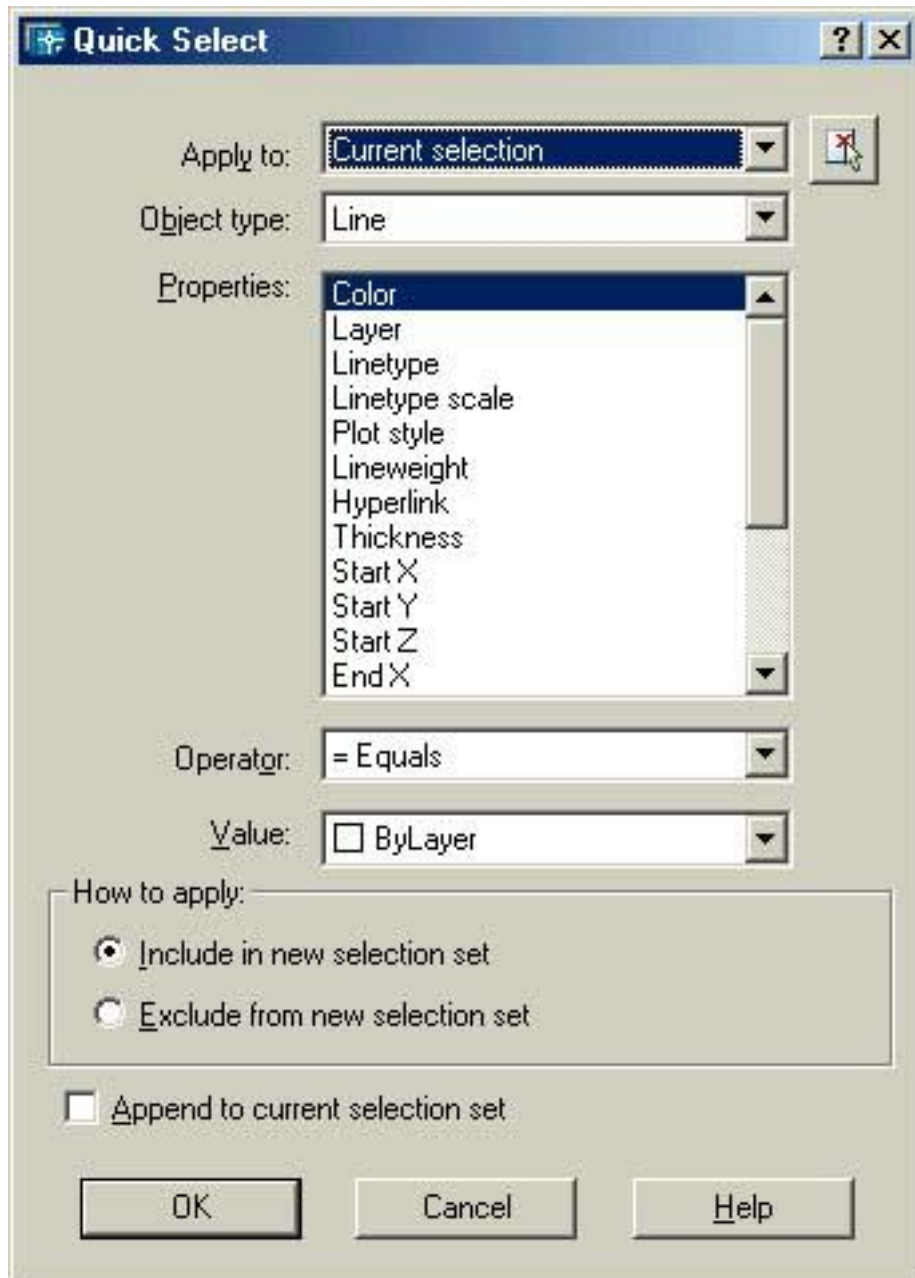 Quick Select
Apply to: Current selection
Object type: Line
Properties: Color
Layer
Linetype
Linetype scale
Plot style
Lineweight
Hyperlink
Thickness
Start X
Start Y
Start Z
End X
Operator: = Equals
Value: ByLayer
How to apply:
Include in new selection set
Exclude from new selection set
Append to current selection set
OK Cancel Help